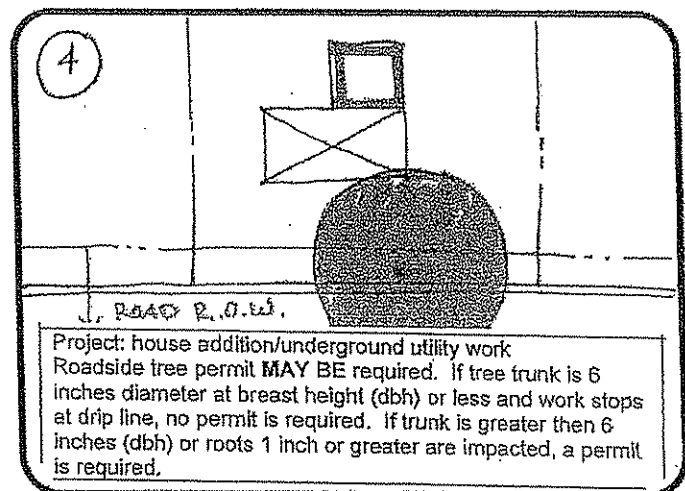 4
ROAD R.O.W.
Project: house addition/underground utility work
Roadside tree permit MAY BE required. If tree trunk is 6
inches diameter at breast height (dbh) or less and work stops
at drip line, no permit is required. If trunk is greater then 6
inches (dbh) or roots 1 inch or greater are impacted, a permit
is required.